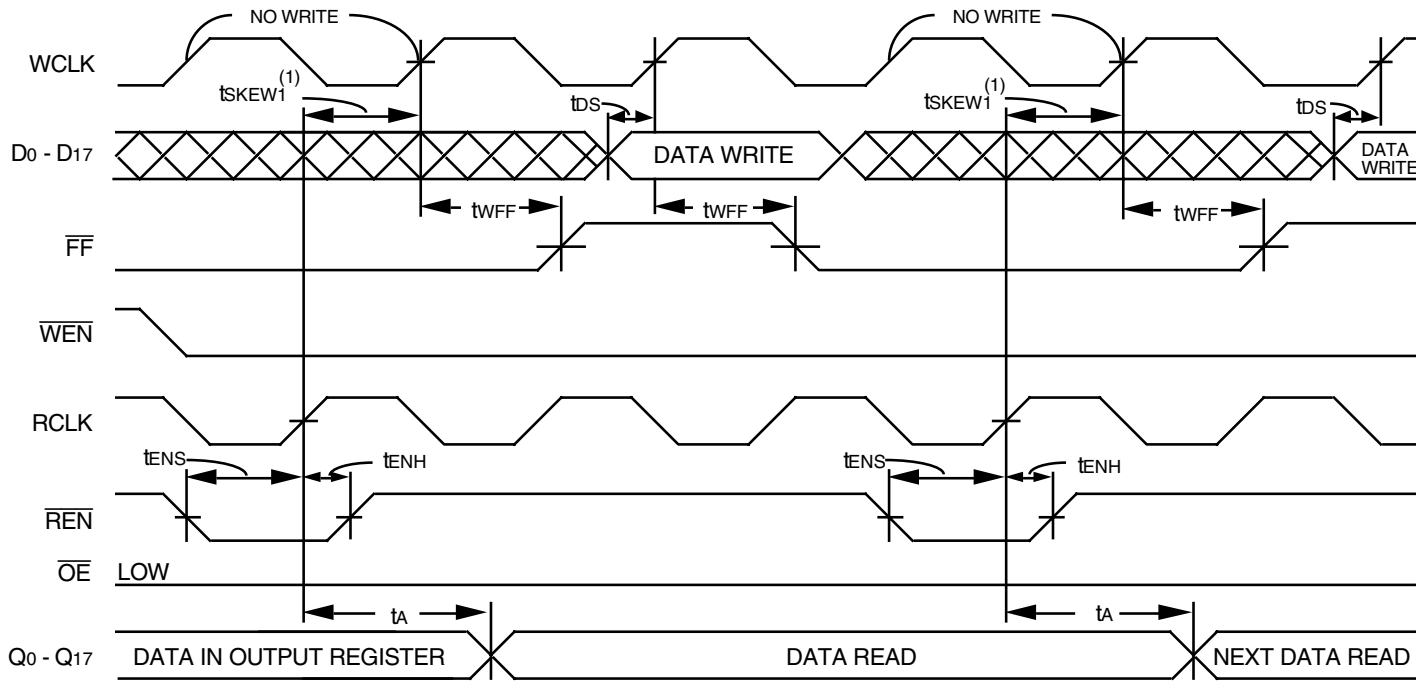 NO WRITE
NO WRITE
WCLK
tSKEW1(1)
tDS
tSKEW1(1)
tDS
D0 - D17
DATA WRITE
DATA
WRITE
tWFF
tWFF
tWFF
FF
WEN
RCLK
tENS
tENH
tENS
tENH
REN
OE
LOW
tA
tA
Q0 - Q17
DATA IN OUTPUT REGISTER
DATA READ
NEXT DATA READ